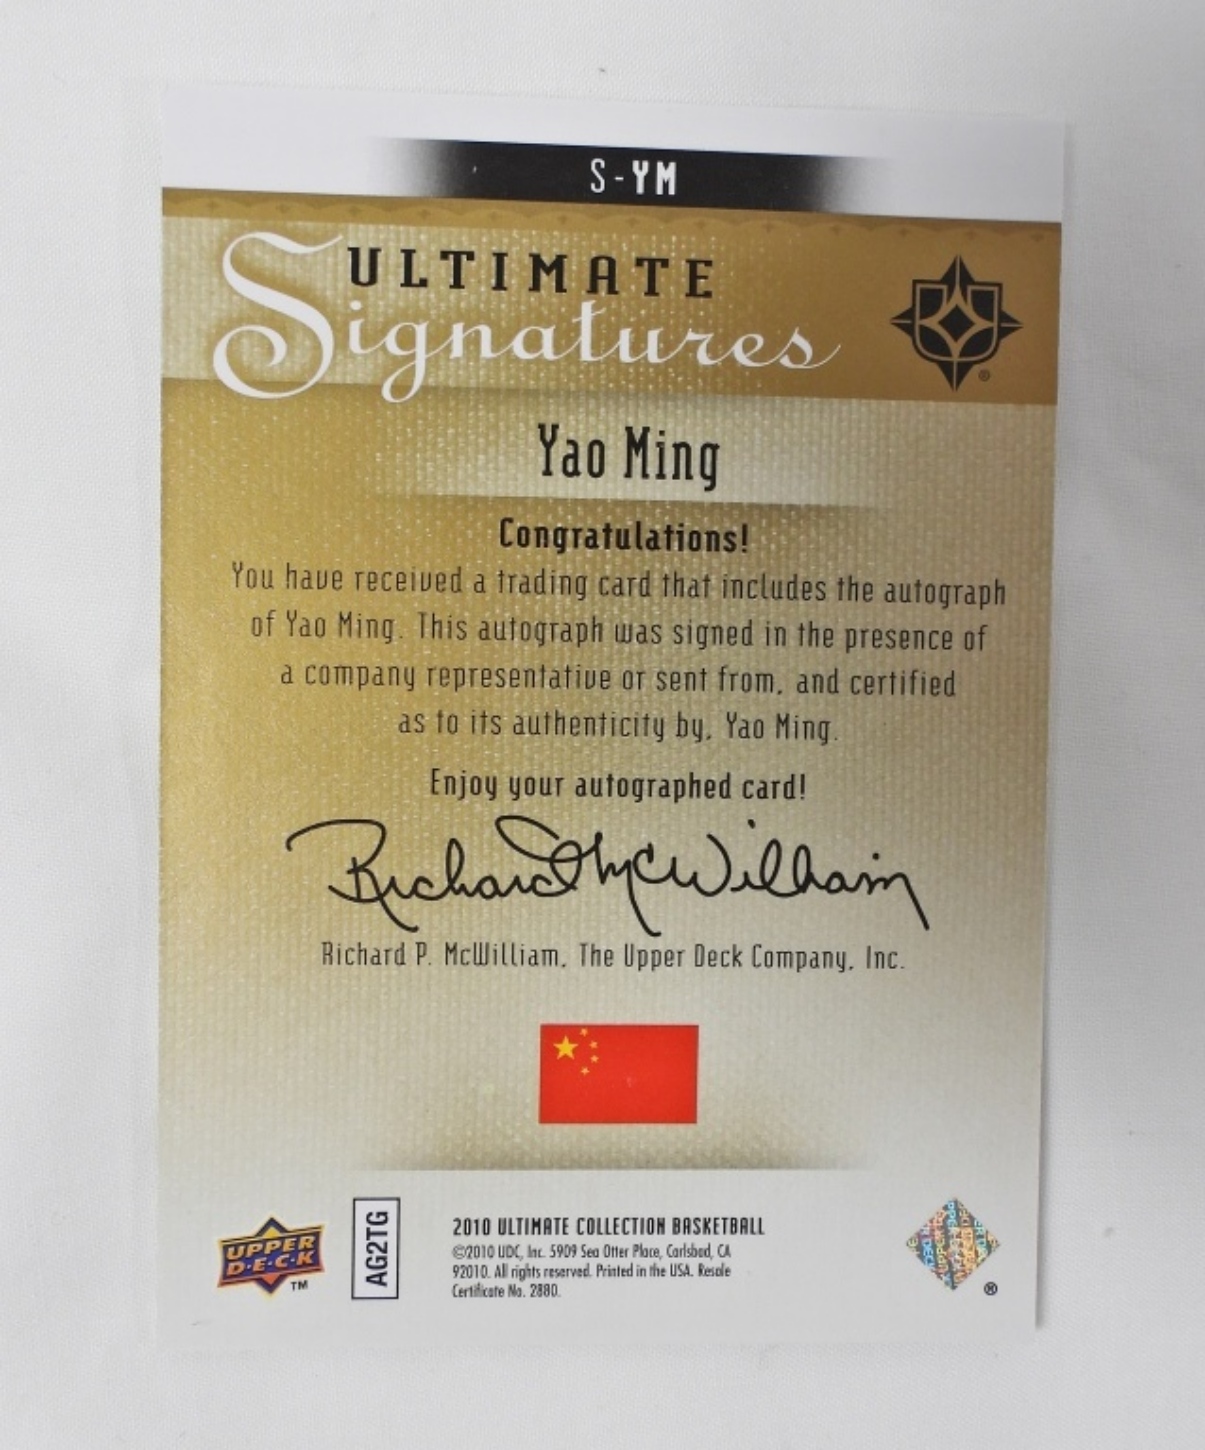 S-YM
ULTIMATE
Signatures
®
Yao Ming
Congratulations!
You have received a trading card that includes the autograph
of Yao Ming. This autograph was signed in the presence of
a company representative or sent from, and certified
as to its authenticity by, Yao Ming.
Enjoy your autographed card!
Richard McWilliam
Richard P. McWilliam, The Upper Deck Company, Inc.
UPPER
D·E·C·K
TM
AG2TG
2010 ULTIMATE COLLECTION BASKETBALL
©2010 UDC, Inc. 5909 Sea Otter Place, Carlsbad, CA
92010. All rights reserved. Printed in the USA. Resale
Certificate No. 2880.
®